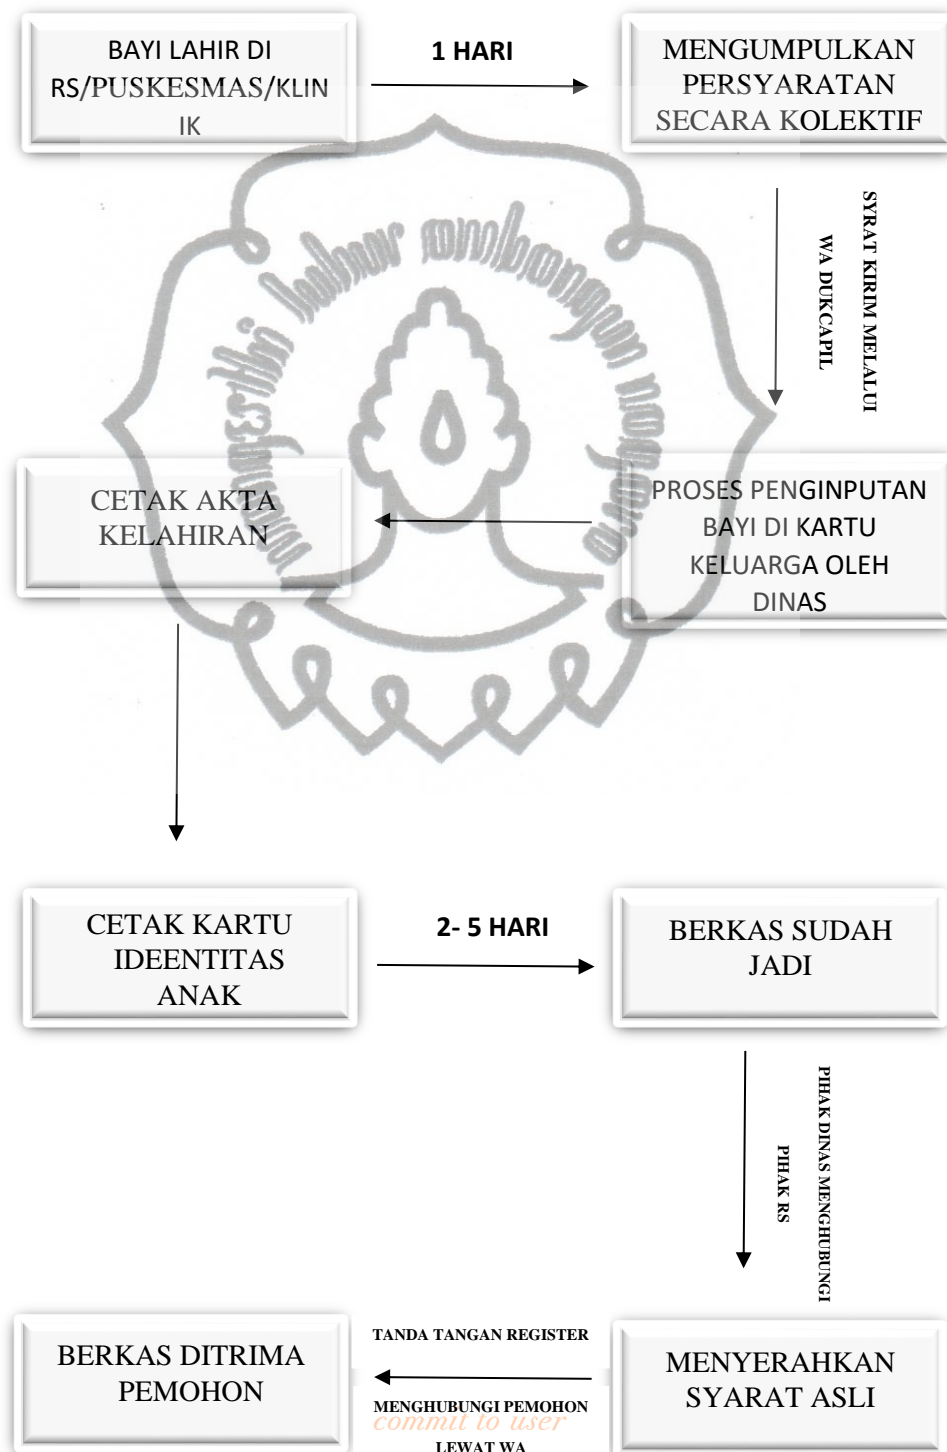 BAYI LAHIR DI
RS/PUSKESMAS/KLIN
IK
1 HARI
MENGUMPULKAN
PERSYARATAN
SECARA KOLEKTIF
SYRAT KIRIM MELALUI
WA DUKCAPIL
PROSES PENGINPUTAN
BAYI DI KARTU
KELUARGA OLEH
DINAS
CETAK AKTA
KELAHIRAN
CETAK KARTU
IDEENTITAS
ANAK
2- 5 HARI
BERKAS SUDAH
JADI
PIHAK DINAS MENGHUBUNGI
PIHAK RS
MENYERAHKAN
SYARAT ASLI
TANDA TANGAN REGISTER
MENGHUBUNGI PEMOHON
LEWAT WA
BERKAS DITRIMA
PEMOHON
commit to user